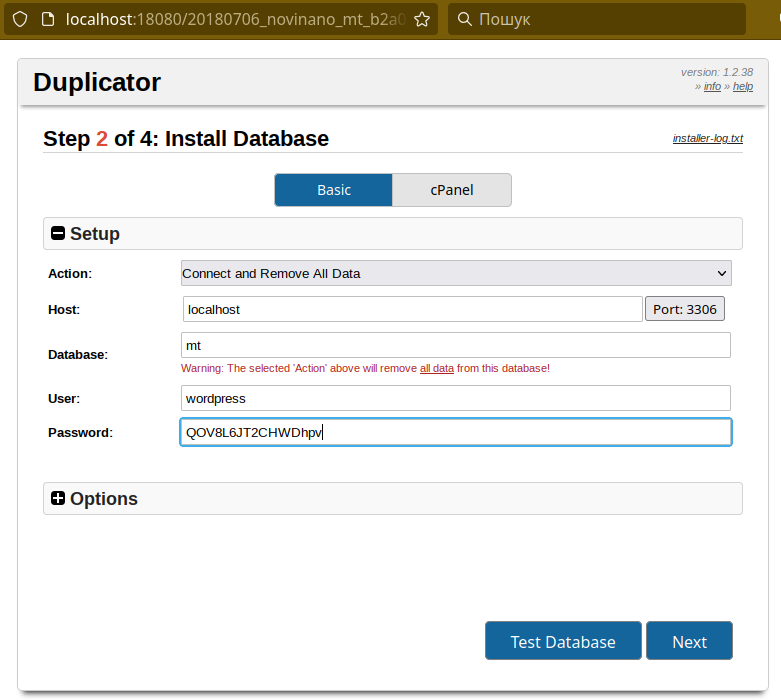 localhost:18080/20180706_novinano_mt_b2a0
Пошук
Duplicator
version: 1.2.38
» info » help
Step 2 of 4: Install Database
installer-log.txt
Basic
cPanel
Setup
Action:
Connect and Remove All Data
Host:
localhost
Port: 3306
Database:
mt
Warning: The selected 'Action' above will remove all data from this database!
User:
wordpress
Password:
QOV8L6JT2CHWDhpv
Options
Test Database
Next